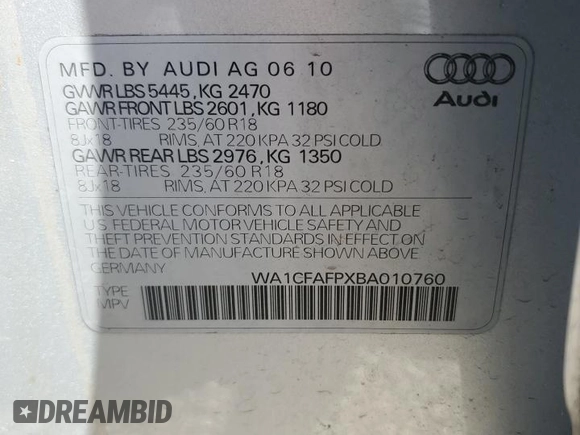 MFD. BY AUDI AG 06 10
GVWR LBS 5445, KG 2470
GAWR FRONT LBS 2601, KG 1180
FRONT-TIRES 235/60 R18
8Jx18 RIMS, AT 220 KPA 32 PSI COLD
GAWR REAR LBS 2976, KG 1350
REAR-TIRES 235/60 R18
8Jx18 RIMS, AT 220 KPA 32 PSI COLD
Audi
THIS VEHICLE CONFORMS TO ALL APPLICABLE
U.S. FEDERAL MOTOR VEHICLE SAFETY AND
THEFT PREVENTION STANDARDS IN EFFECT ON
THE DATE OF MANUFACTURE SHOWN ABOVE
GERMANY
WA1CFAFPXBA010760
TYPE
MPV
DREAMBID